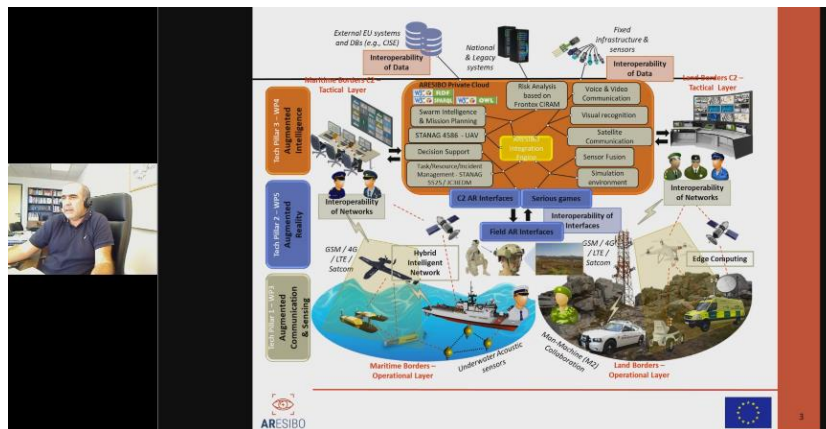 External EU systems
and DBs (e.g., CISE)
Interoperability
of Data
National
& Legacy
systems
Fixed
infrastructure &
sensors
Interoperability
of Data
Maritime Borders C2 –
Tactical Layer
Land Borders C2 –
Tactical Layer
ARESIBO Private Cloud
RDF
SPARQL
OWL
Risk Analysis
based on
Frontex CIRAM
Voice & Video
Communication
Swarm Intelligence
& Mission Planning
Visual recognition
STANAG 4586 - UAV
ARESIBO
Integration
Engine
Satellite
Communication
Decision Support
Sensor Fusion
Task/Resource/Incident
Management - STANAG
5525 / JC3IEDM
Simulation
environment
Tech Pillar 3 – WP4
Augmented
Intelligence
Tech Pillar 2 – WP5
Augmented
Reality
Tech Pillar 1 – WP3
Augmented
Communication
& Sensing
Interoperability
of Networks
C2 AR Interfaces
Serious games
Interoperability
of Networks
Interoperability of
Interfaces
Field AR Interfaces
GSM / 4G
/ LTE /
Satcom
Hybrid
Intelligent
Network
GSM / 4G
/ LTE /
Satcom
Edge Computing
Maritime Borders –
Operational Layer
Underwater Acoustic
sensors
Man-Machine (M2)
Collaboration
Land Borders –
Operational Layer
ARESIBO
3